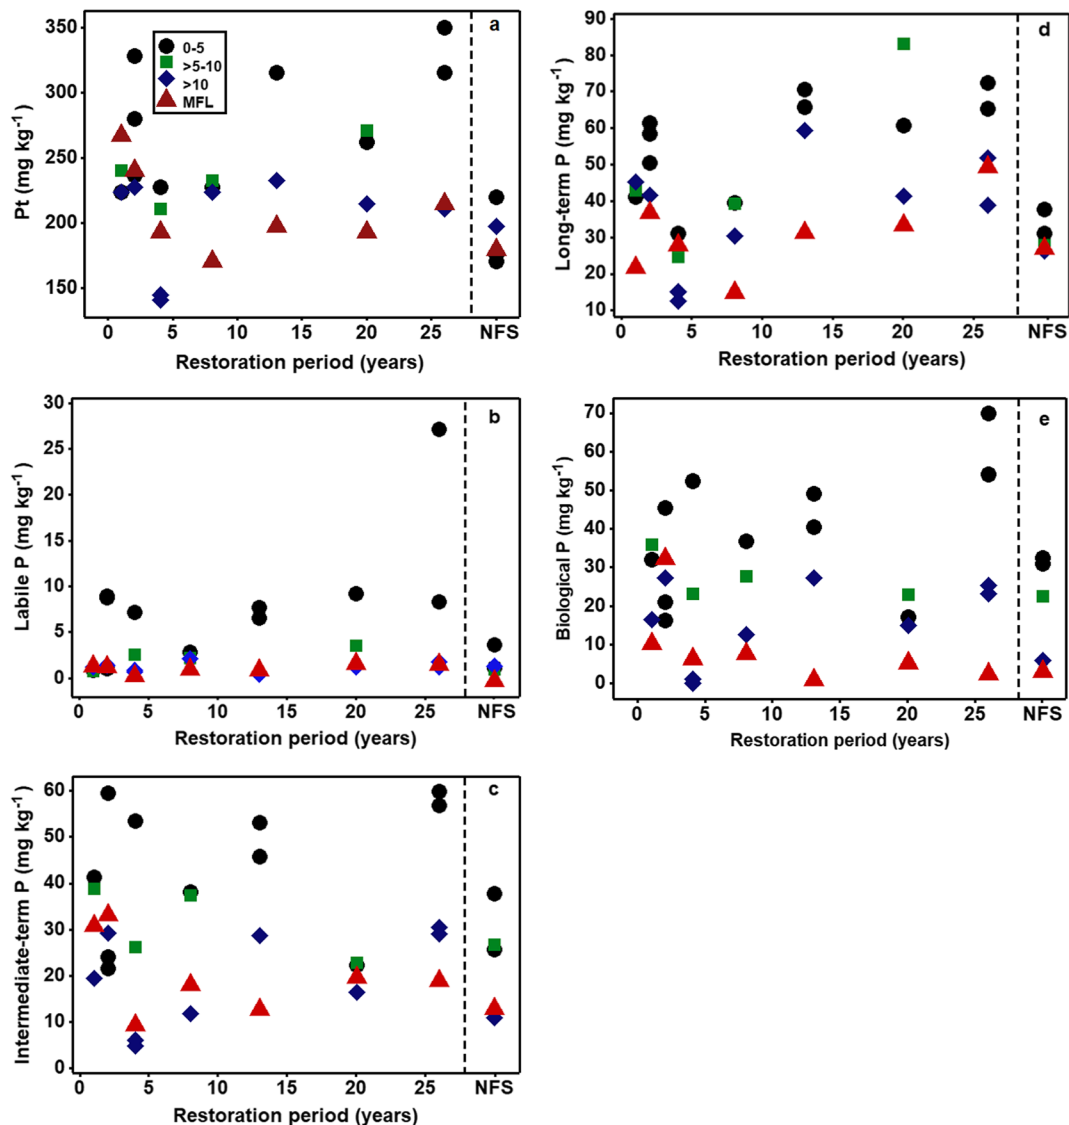 a
350
300
250
200
150
Pt (mg kg-1)
0-5
>5-10
>10
MFL
0 5 10 15 20 25 NFS
Restoration period (years)
d
90
80
70
60
50
40
30
20
10
Long-term P (mg kg-1)
0 5 10 15 20 25 NFS
Restoration period (years)
b
30
25
20
15
10
5
0
Labile P (mg kg-1)
0 5 10 15 20 25 NFS
Restoration period (years)
e
70
60
50
40
30
20
10
0
Biological P (mg kg-1)
0 5 10 15 20 25 NFS
Restoration period (years)
c
60
50
40
30
20
10
0
Intermediate-term P (mg kg-1)
0 5 10 15 20 25 NFS
Restoration period (years)